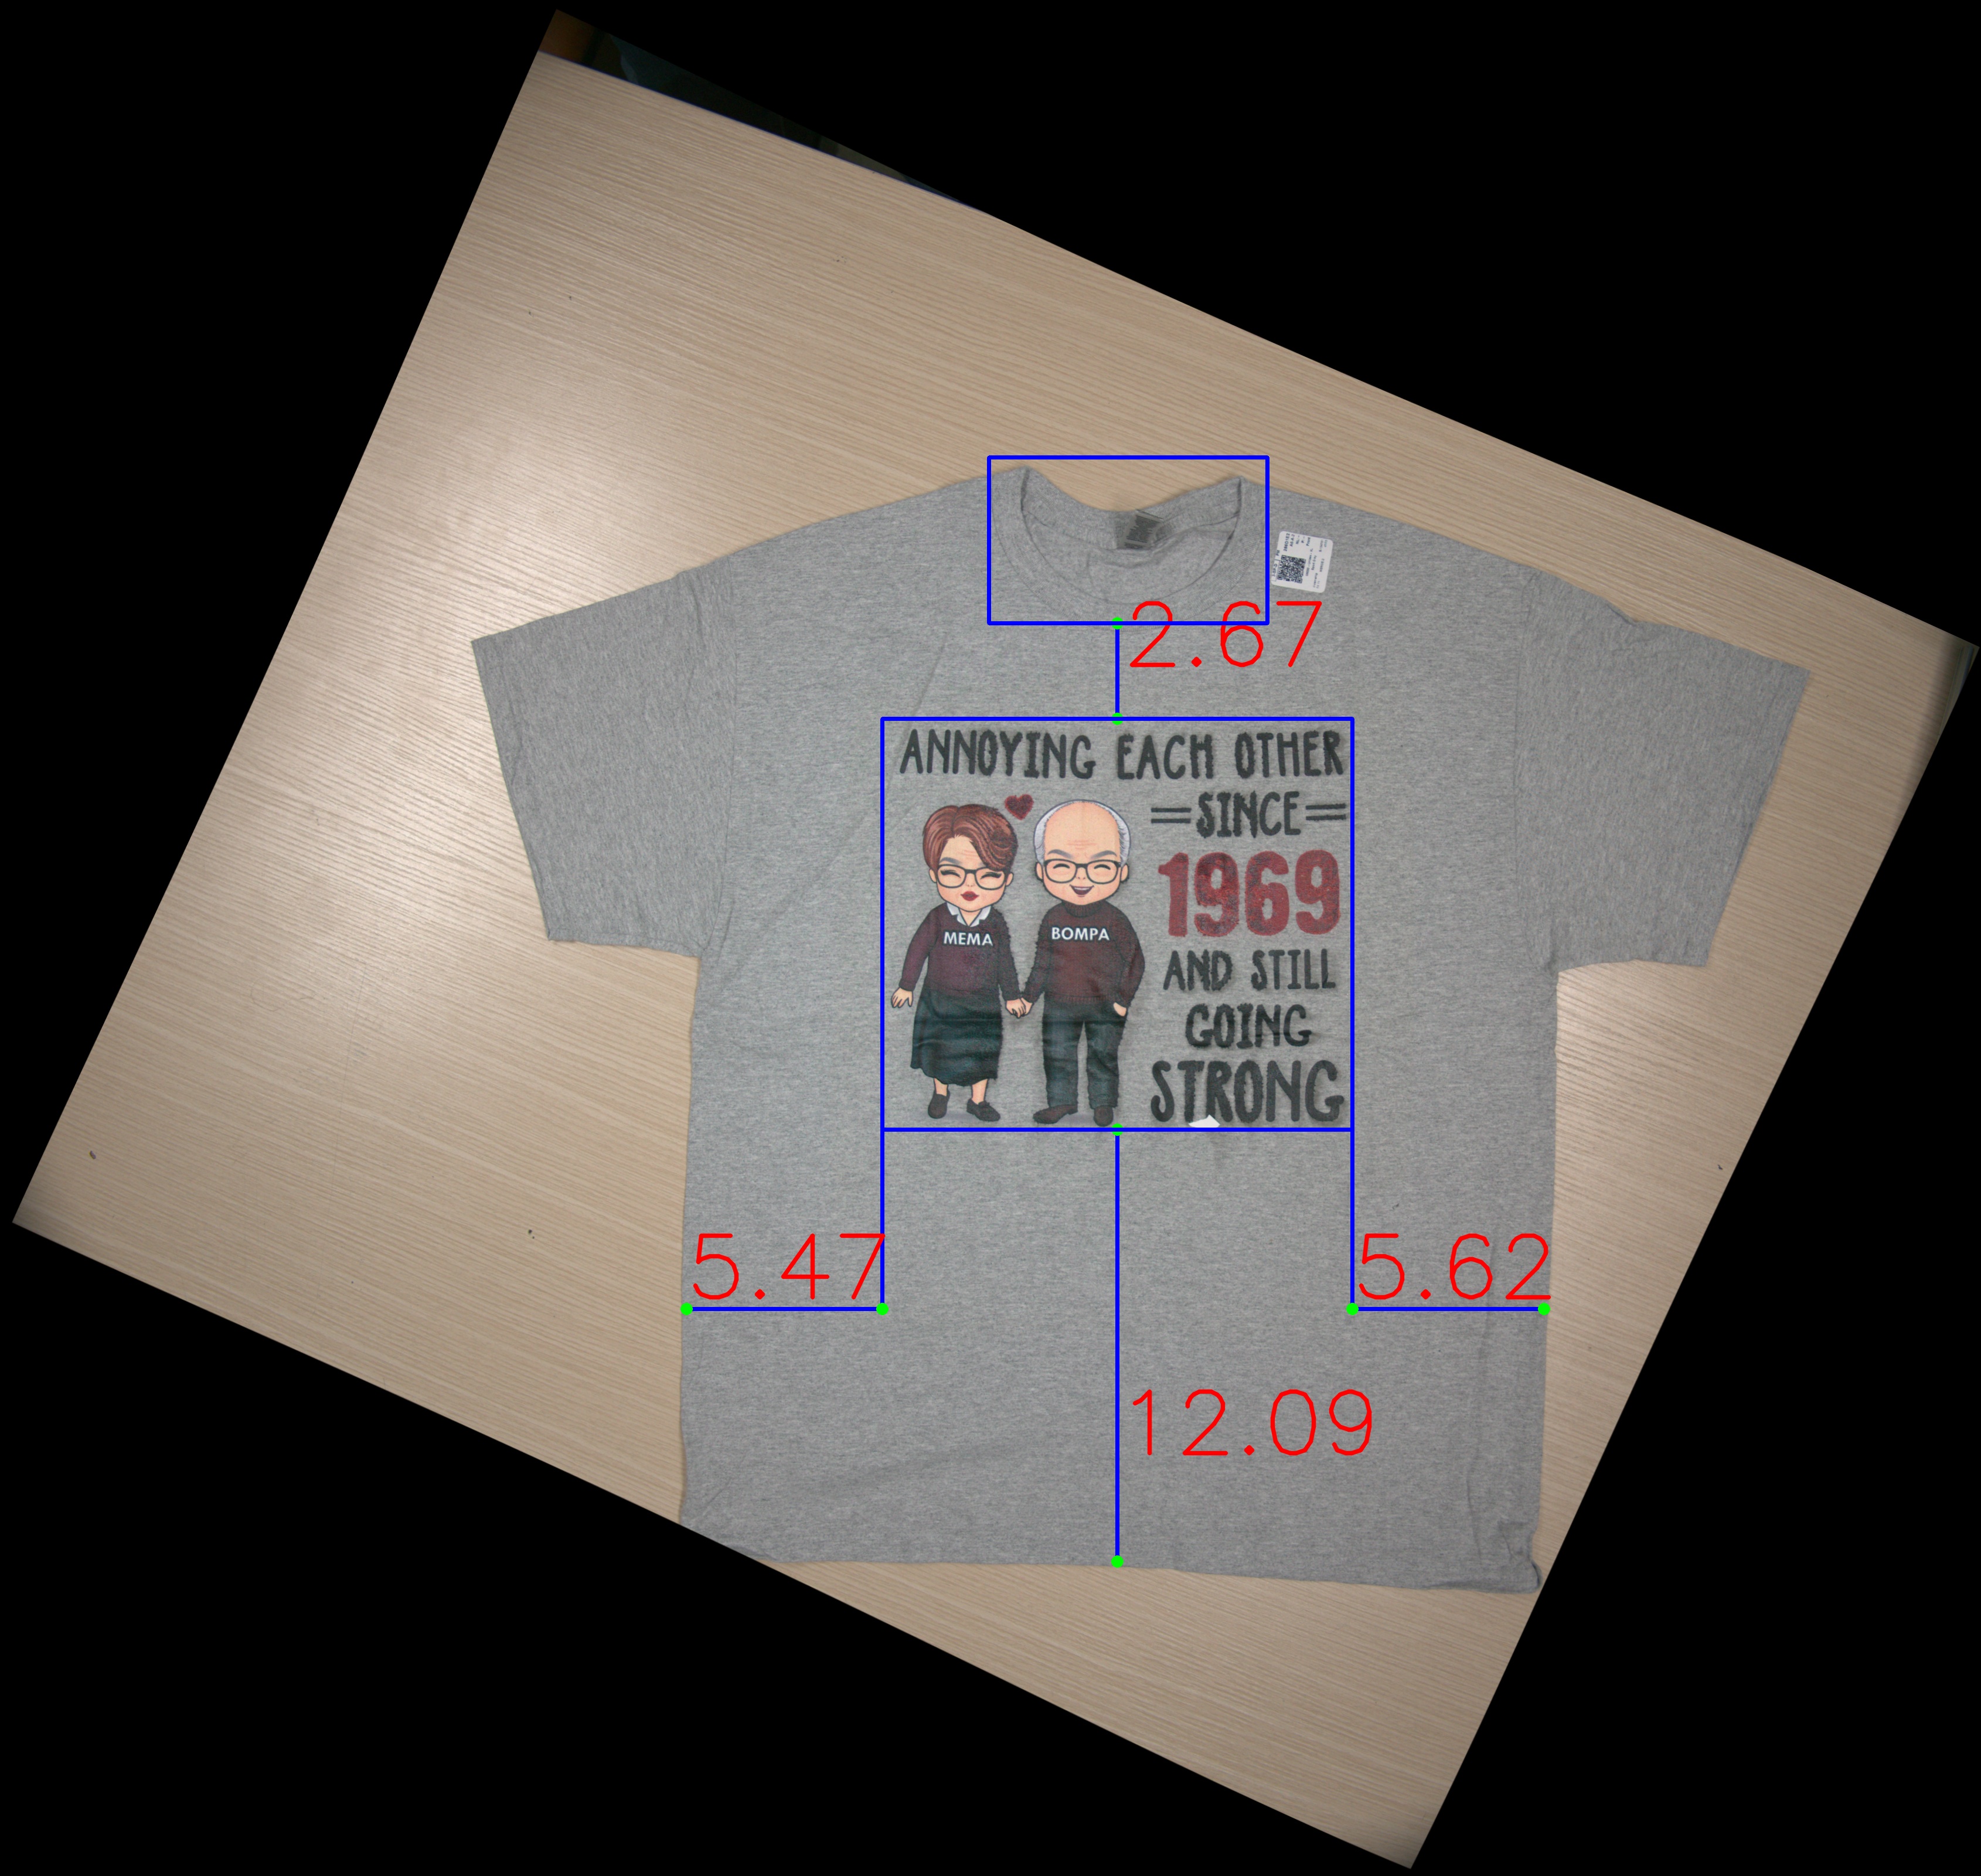 2.67
ANNOYING EACH OTHER
=SINCE=
1969
MEMA
BOMPA
AND STILL
GOING
STRONG
5.47
5.62
12.09